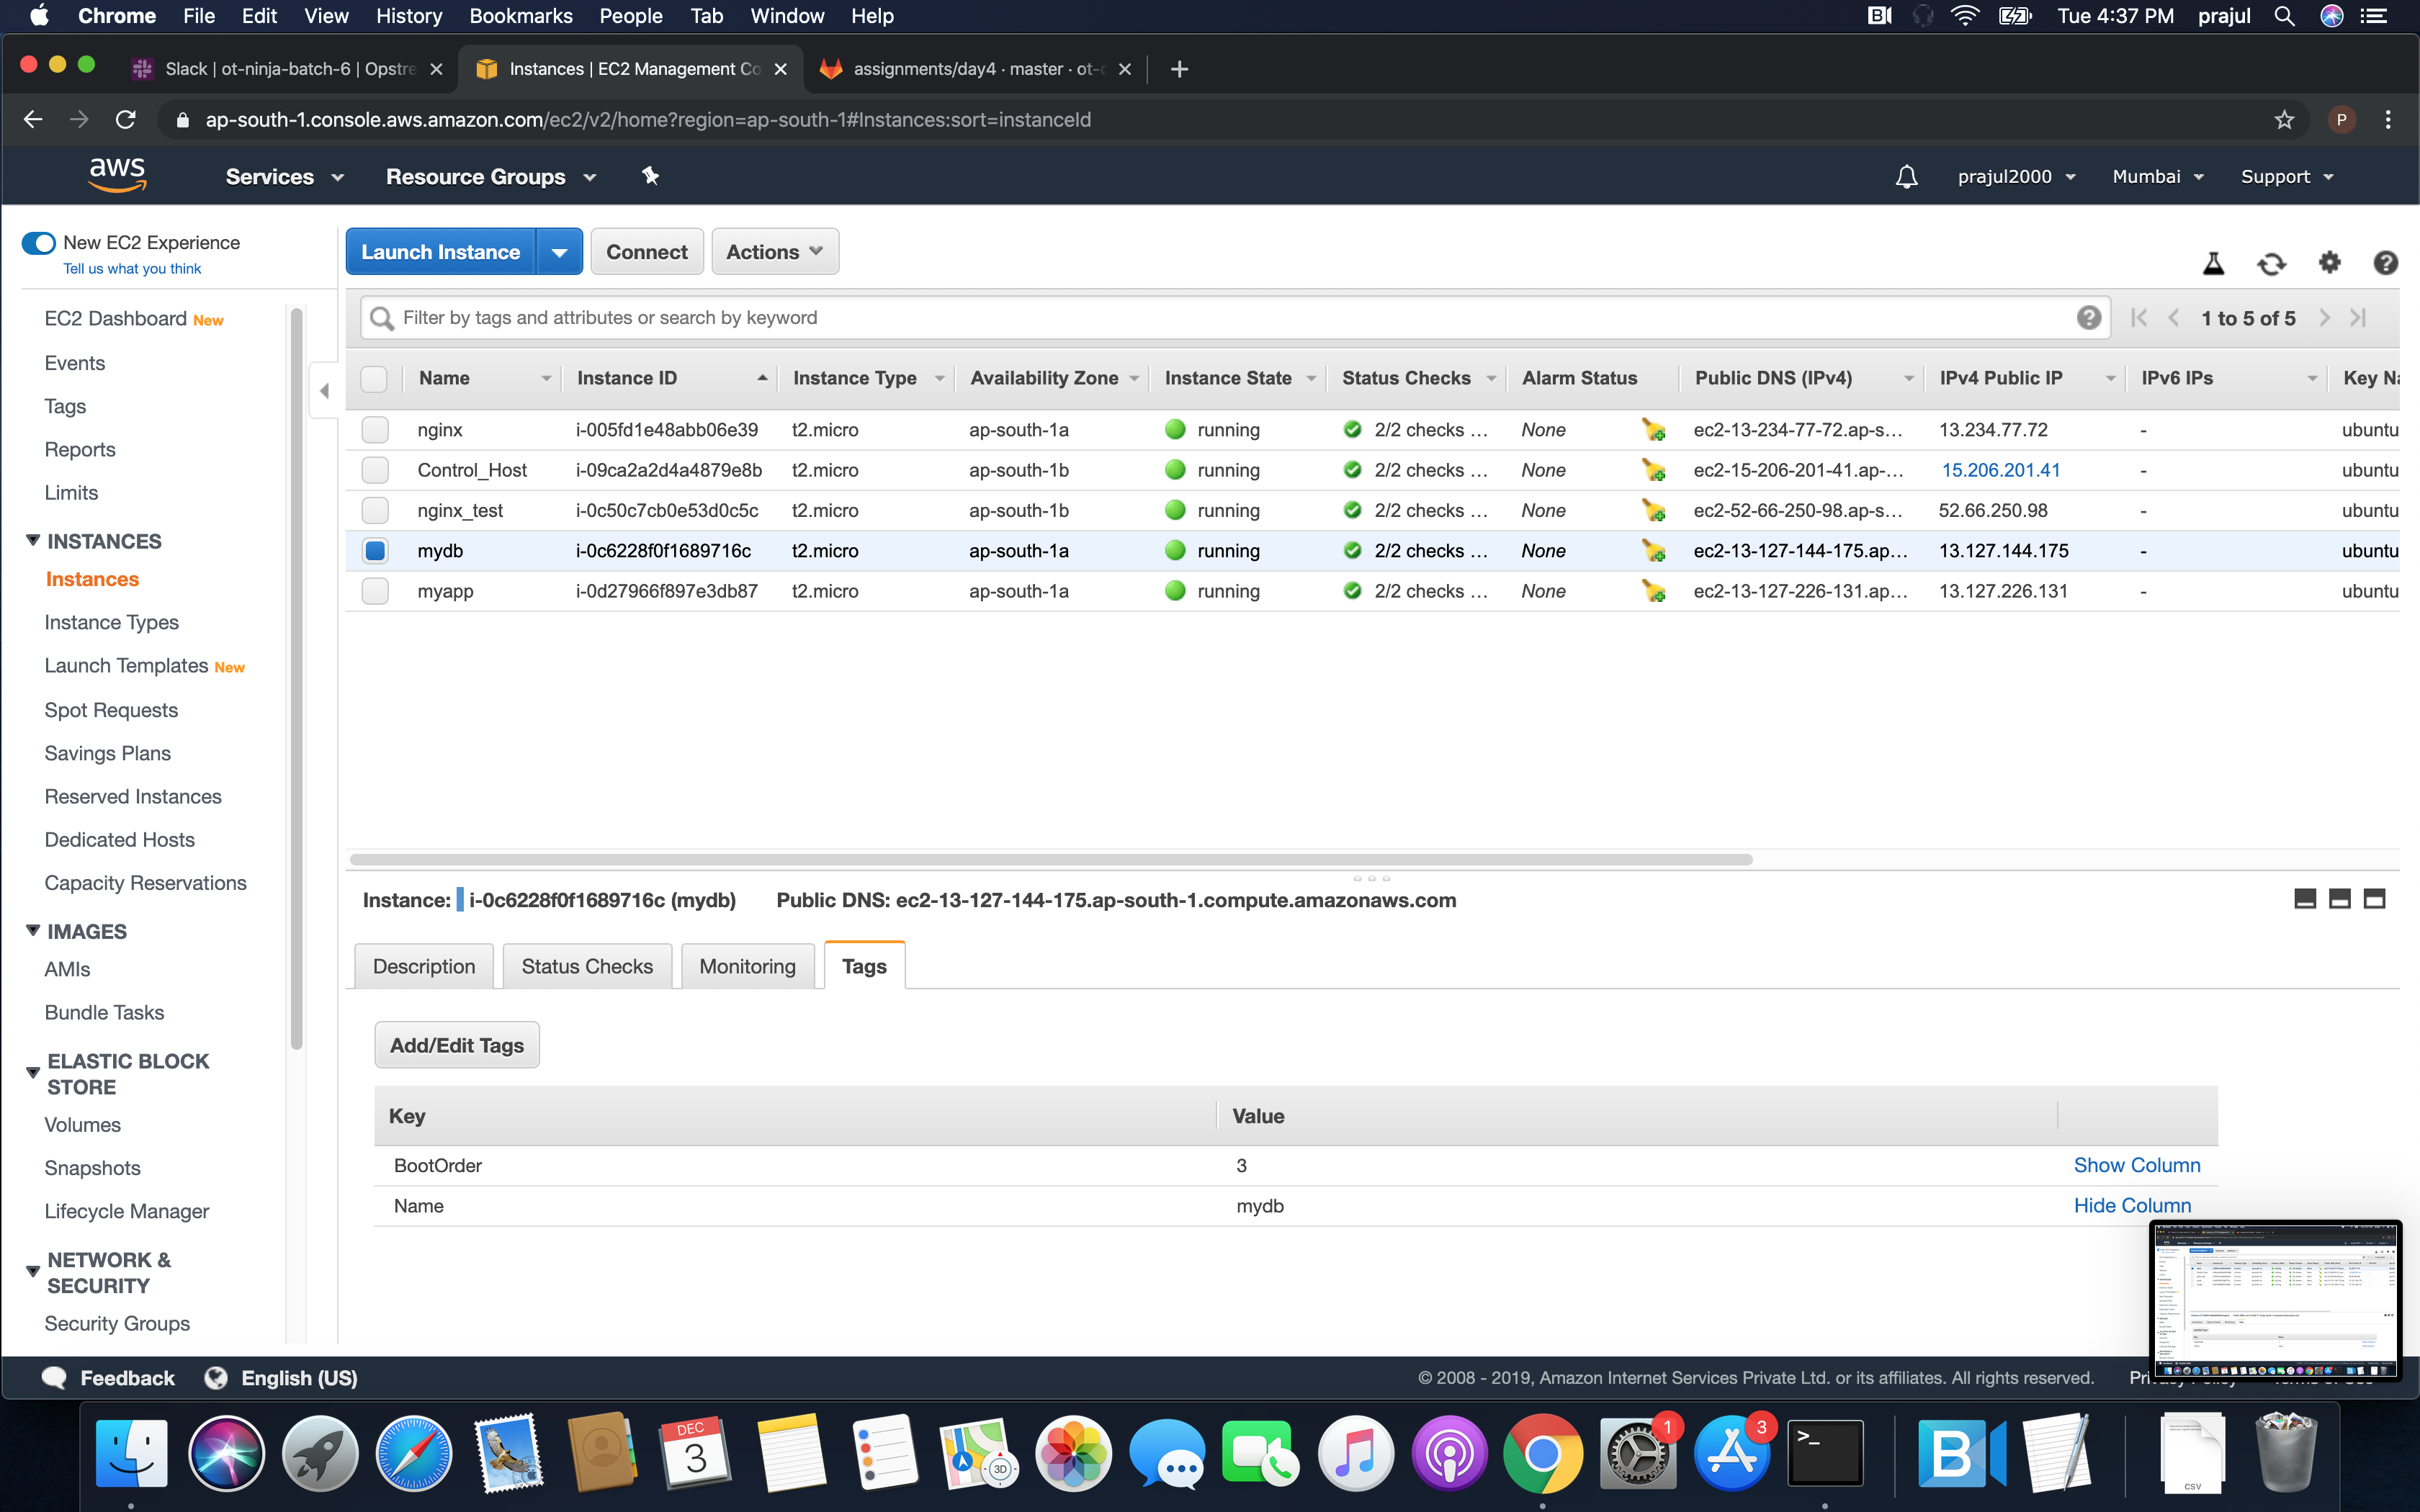 Chrome File Edit View History Bookmarks People Tab Window Help Tue 4:37 PM prajul
Slack | ot-ninja-batch-6 | Opstre
Instances | EC2 Management Co
assignments/day4 · master · ot-c
ap-south-1.console.aws.amazon.com/ec2/v2/home?region=ap-south-1#Instances:sort=instanceId
P
aws Services Resource Groups prajul2000 Mumbai Support
New EC2 Experience
Tell us what you think
EC2 Dashboard New
Events
Tags
Reports
Limits
INSTANCES
Instances
Instance Types
Launch Templates New
Spot Requests
Savings Plans
Reserved Instances
Dedicated Hosts
Capacity Reservations
IMAGES
AMIs
Bundle Tasks
ELASTIC BLOCK
STORE
Volumes
Snapshots
Lifecycle Manager
NETWORK &
SECURITY
Security Groups
Launch Instance Connect Actions
Filter by tags and attributes or search by keyword
1 to 5 of 5
Name Instance ID Instance Type Availability Zone Instance State Status Checks Alarm Status Public DNS (IPv4) IPv4 Public IP IPv6 IPs Key Na
nginx i-005fd1e48abb06e39 t2.micro ap-south-1a running 2/2 checks ... None ec2-13-234-77-72.ap-s... 13.234.77.72 - ubuntu
Control_Host i-09ca2a2d4a4879e8b t2.micro ap-south-1b running 2/2 checks ... None ec2-15-206-201-41.ap-... 15.206.201.41 - ubuntu
nginx_test i-0c50c7cb0e53d0c5c t2.micro ap-south-1b running 2/2 checks ... None ec2-52-66-250-98.ap-s... 52.66.250.98 - ubuntu
mydb i-0c6228f0f1689716c t2.micro ap-south-1a running 2/2 checks ... None ec2-13-127-144-175.ap... 13.127.144.175 - ubuntu
myapp i-0d27966f897e3db87 t2.micro ap-south-1a running 2/2 checks ... None ec2-13-127-226-131.ap... 13.127.226.131 - ubuntu
Instance: i-0c6228f0f1689716c (mydb) Public DNS: ec2-13-127-144-175.ap-south-1.compute.amazonaws.com
Description Status Checks Monitoring Tags
Add/Edit Tags
Key Value
BootOrder 3 Show Column
Name mydb Hide Column
Feedback English (US) © 2008 - 2019, Amazon Internet Services Private Ltd. or its affiliates. All rights reserved.
DEC
3
3D
1
3
>_
B
CSV